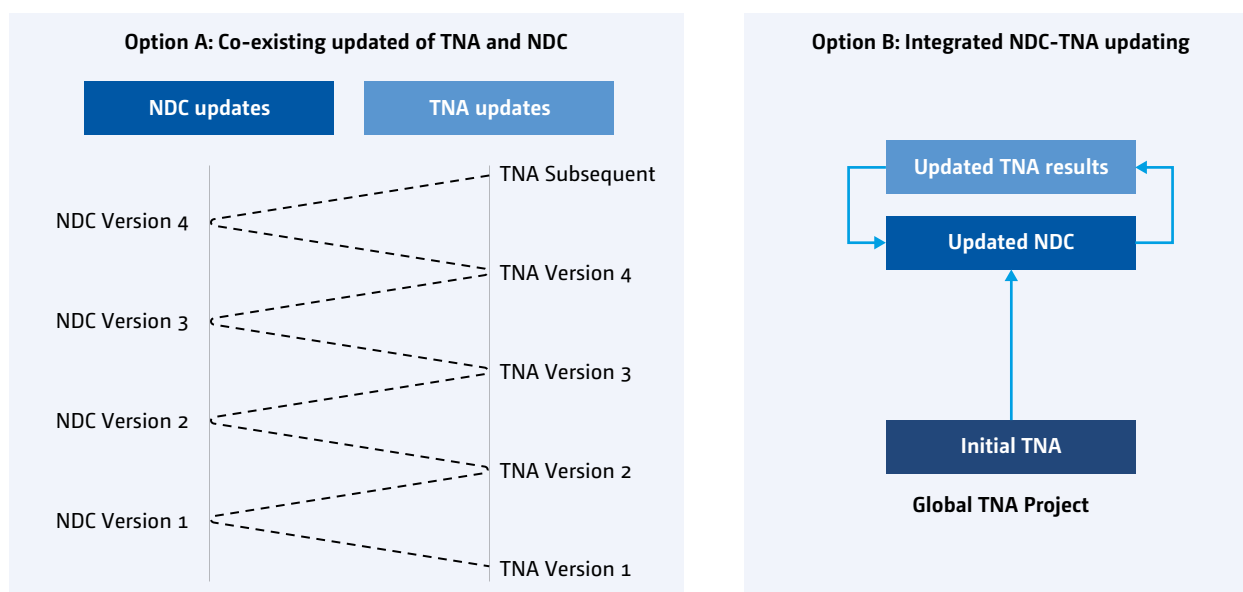 Option A: Co-existing updated of TNA and NDC
NDC updates
TNA updates
TNA Subsequent
NDC Version 4
TNA Version 4
NDC Version 3
TNA Version 3
NDC Version 2
TNA Version 2
NDC Version 1
TNA Version 1
Option B: Integrated NDC-TNA updating
Updated TNA results
Updated NDC
Initial TNA
Global TNA Project